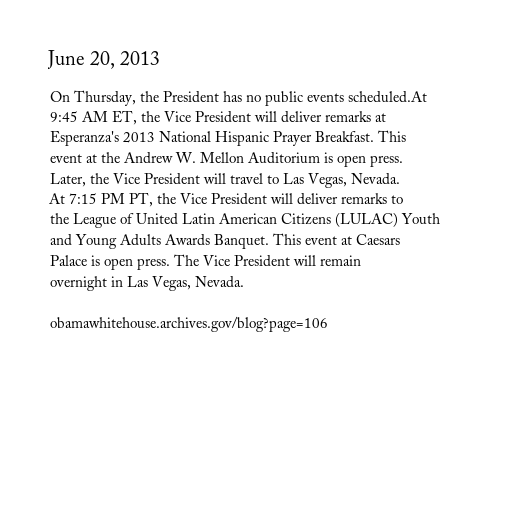 June 20, 2013
On Thursday, the President has no public events scheduled.At
9:45 AM ET, the Vice President will deliver remarks at
Esperanza's 2013 National Hispanic Prayer Breakfast. This
event at the Andrew W. Mellon Auditorium is open press.
Later, the Vice President will travel to Las Vegas, Nevada.
At 7:15 PM PT, the Vice President will deliver remarks to
the League of United Latin American Citizens (LULAC) Youth
and Young Adults Awards Banquet. This event at Caesars
Palace is open press. The Vice President will remain
overnight in Las Vegas, Nevada.
obamawhitehouse.archives.gov/blog?page=106